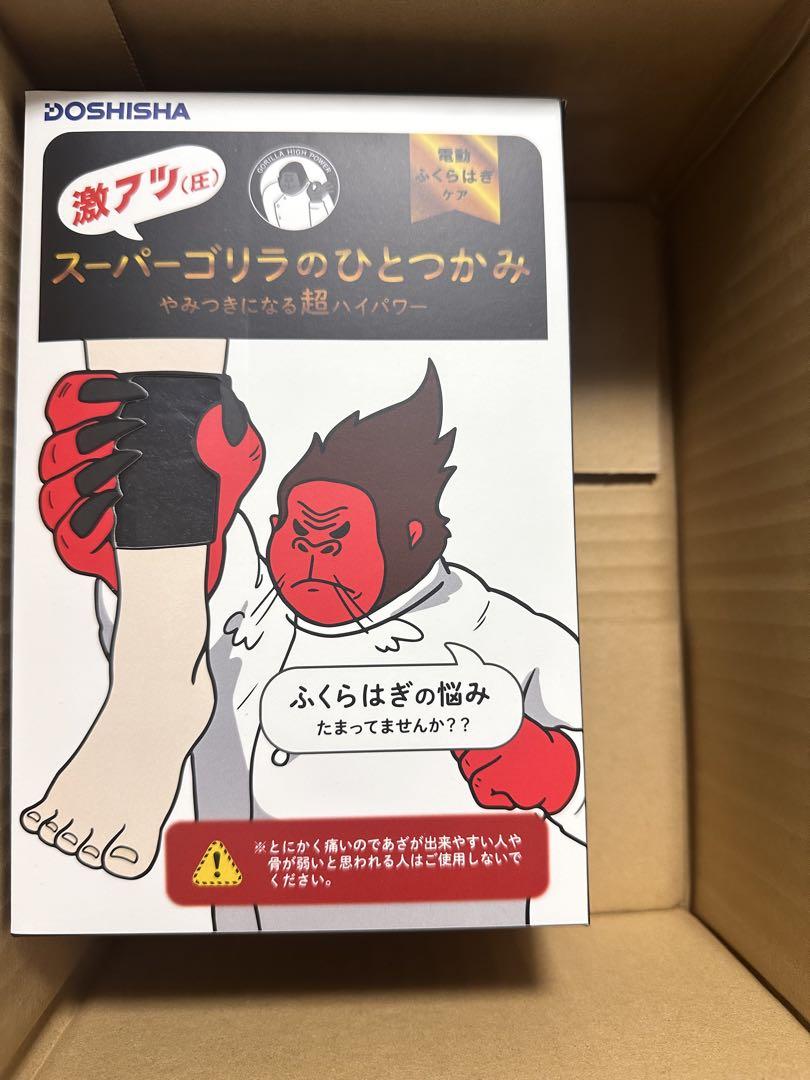 DOSHISHA
激アツ(圧)
GORILLA HIGH POWER
電動
ふくらはぎ
ケア
スーパーゴリラのひとつかみ
やみつきになる超ハイパワー
ふくらはぎの悩み
たまってませんか??
※とにかく痛いのであざが出来やすい人や
骨が弱いと思われる人はご使用しないで
ください。